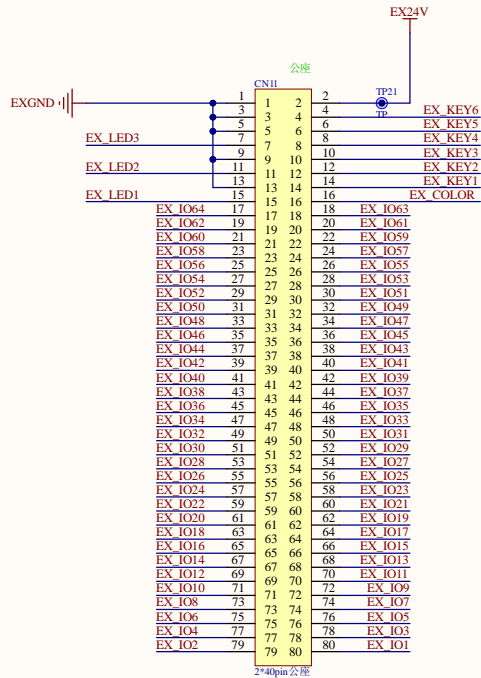 EX24V
公座
CN11
TP21
EXGND 1 1 2 2 TP
3 3 4 4 EX_KEY6
5 5 6 6 EX_KEY5
EX_LED3 7 7 8 8 EX_KEY4
9 9 10 10 EX_KEY3
EX_LED2 11 11 12 12 EX_KEY2
13 13 14 14 EX_KEY1
EX_LED1 15 15 16 16 EX_COLOR
EX_IO64 17 17 18 18 EX_IO63
EX_IO62 19 19 20 20 EX_IO61
EX_IO60 21 21 22 22 EX_IO59
EX_IO58 23 23 24 24 EX_IO57
EX_IO56 25 25 26 26 EX_IO55
EX_IO54 27 27 28 28 EX_IO53
EX_IO52 29 29 30 30 EX_IO51
EX_IO50 31 31 32 32 EX_IO49
EX_IO48 33 33 34 34 EX_IO47
EX_IO46 35 35 36 36 EX_IO45
EX_IO44 37 37 38 38 EX_IO43
EX_IO42 39 39 40 40 EX_IO41
EX_IO40 41 41 42 42 EX_IO39
EX_IO38 43 43 44 44 EX_IO37
EX_IO36 45 45 46 46 EX_IO35
EX_IO34 47 47 48 48 EX_IO33
EX_IO32 49 49 50 50 EX_IO31
EX_IO30 51 51 52 52 EX_IO29
EX_IO28 53 53 54 54 EX_IO27
EX_IO26 55 55 56 56 EX_IO25
EX_IO24 57 57 58 58 EX_IO23
EX_IO22 59 59 60 60 EX_IO21
EX_IO20 61 61 62 62 EX_IO19
EX_IO18 63 63 64 64 EX_IO17
EX_IO16 65 65 66 66 EX_IO15
EX_IO14 67 67 68 68 EX_IO13
EX_IO12 69 69 70 70 EX_IO11
EX_IO10 71 71 72 72 EX_IO9
EX_IO8 73 73 74 74 EX_IO7
EX_IO6 75 75 76 76 EX_IO5
EX_IO4 77 77 78 78 EX_IO3
EX_IO2 79 79 80 80 EX_IO1
2*40pin公座